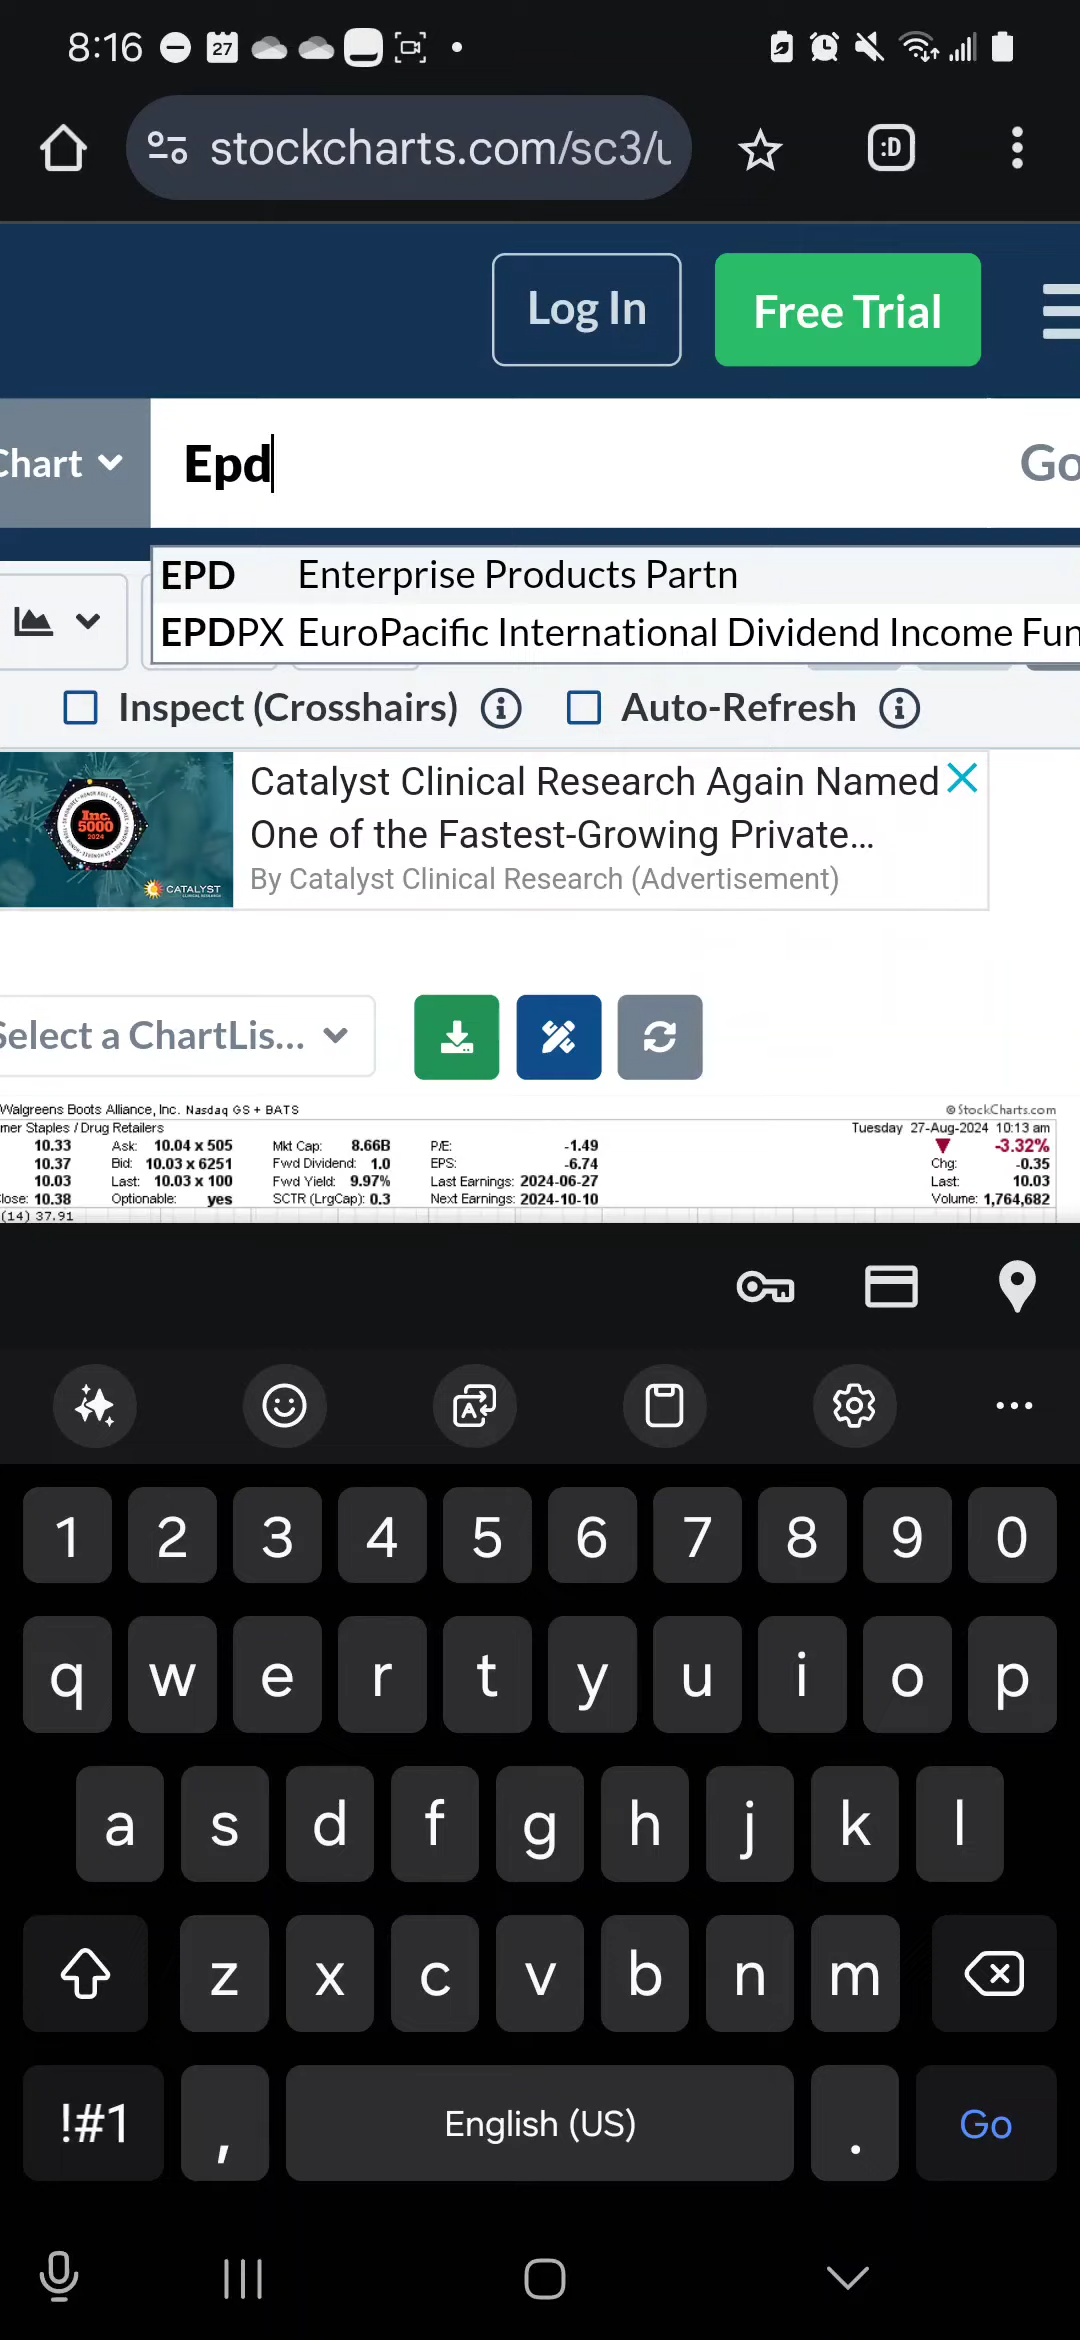 8:16
27
stockcharts.com/sc3/u
:D
Log In
Free Trial
Chart
Epd
Go
EPD Enterprise Products Partn
EPDPX EuroPacific International Dividend Income Fun
Inspect (Crosshairs)
Auto-Refresh
Inc. 5000 2024
CATALYST
CLINICAL RESEARCH
Catalyst Clinical Research Again Named
One of the Fastest-Growing Private...
By Catalyst Clinical Research (Advertisement)
Select a ChartLis...
Walgreens Boots Alliance, Inc. Nasdaq GS + BATS © StockCharts.com
mer Staples / Drug Retailers Tuesday 27-Aug-2024 10:13 am
10.33 Ask: 10.04 x 505 Mkt Cap: 8.66B P/E: -1.49 -3.32%
10.37 Bid: 10.03 x 6251 Fwd Dividend: 1.0 EPS: -6.74 Chg: -0.35
10.03 Last: 10.03 x 100 Fwd Yield: 9.97% Last Earnings: 2024-06-27 Last: 10.03
lose: 10.38 Optionable: yes SCTR (LrgCap): 0.3 Next Earnings: 2024-10-10 Volume: 1,764,682
(14) 37.91
1 2 3 4 5 6 7 8 9 0
q w e r t y u i o p
a s d f g h j k l
z x c v b n m
!#1 , English (US) . Go